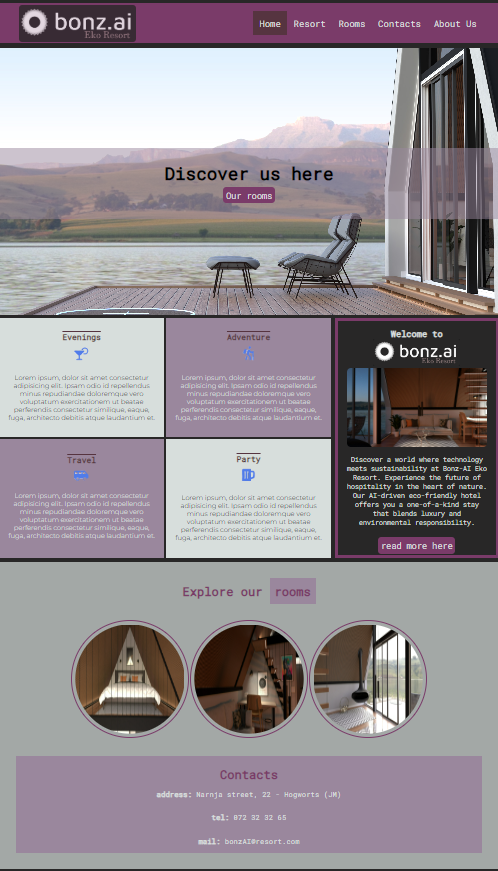 bonz.ai
Eko Resort
Home Resort Rooms Contacts About Us
Discover us here
Our rooms
Evenings
Lorem ipsum, dolor sit amet consectetur
adipisicing elit. Ipsam odio id repellendus
minus repudiandae doloremque vero
voluptatum exercitationem ut numquam
perferendis consectetur similique, eaque,
fuga, architecto debitis atque laudantium et.
Adventure
Lorem ipsum, dolor sit amet consectetur
adipisicing elit. Ipsam odio id repellendus
minus repudiandae doloremque vero
voluptatum exercitationem ut numquam
perferendis consectetur similique, eaque,
fuga, architecto debitis atque laudantium et.
Travel
Lorem ipsum, dolor sit amet consectetur
adipisicing elit. Ipsam odio id repellendus
minus repudiandae doloremque vero
voluptatum exercitationem ut numquam
perferendis consectetur similique, eaque,
fuga, architecto debitis atque laudantium et.
Party
Lorem ipsum, dolor sit amet consectetur
adipisicing elit. Ipsam odio id repellendus
minus repudiandae doloremque vero
voluptatum exercitationem ut numquam
perferendis consectetur similique, eaque,
fuga, architecto debitis atque laudantium et.
Welcome to
bonz.ai
Eko Resort
Discover a world where technology
meets sustainability at Bonz-AI Eko
Resort. Experience the future of
hospitality in the heart of nature.
Our AI-driven eco-friendly hotel
offers you a one-of-a-kind stay
that blends luxury and
environmental responsibility.
read more here
Explore our rooms
Contacts
address: Narnja street, 22 - Hogworts (JM)
tel: 072 32 32 65
mail: bonzAI@resort.com